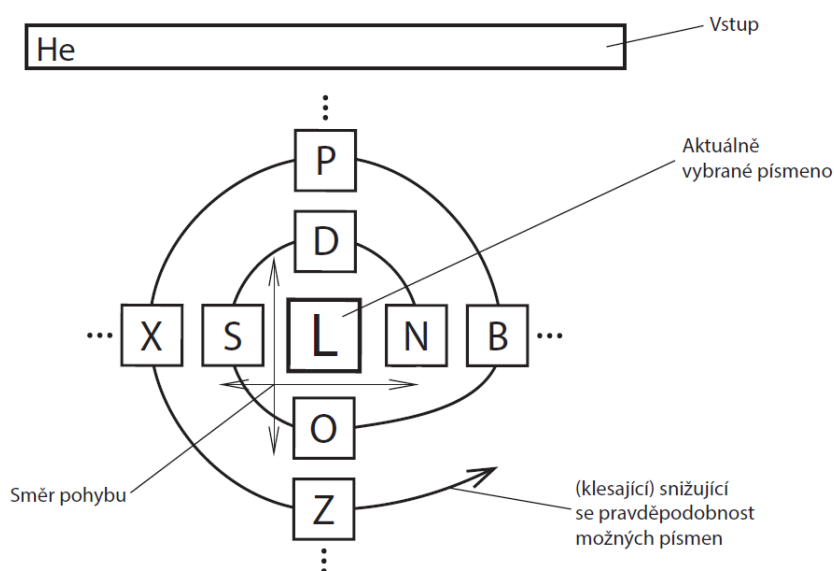 Vstup
He
P
Aktuálně
vybrané písmeno
D
X S L N B
O
Směr pohybu
Z
(klesající) snižující
se pravděpodobnost
možných písmen